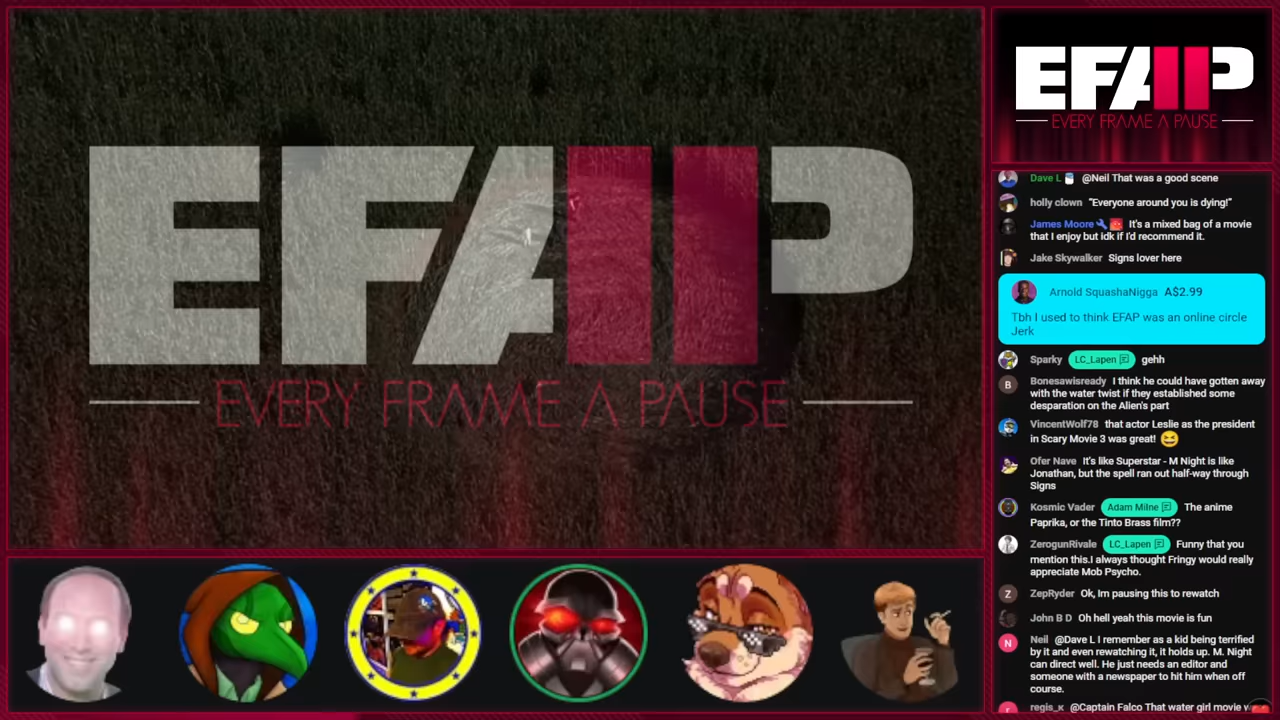 EFAP
EVERY FRAME A PAUSE
EFAP
EVERY FRAME A PAUSE
Dave L @Neil That was a good scene
holly clown "Everyone around you is dying!"
James Moore It's a mixed bag of a movie
that I enjoy but idk if I'd recommend it.
Jake Skywalker Signs lover here
Arnold SquashaNigga A$2.99
Tbh I used to think EFAP was an online circle
Jerk
Sparky LC_Lapen gehh
B Bonesawisready I think he could have gotten away
with the water twist if they established some
desparation on the Alien's part
VincentWolf78 that actor Leslie as the president
in Scary Movie 3 was great!
Ofer Nave It's like Superstar - M Night is like
Jonathan, but the spell ran out half-way through
Signs
Kosmic Vader Adam Milne The anime
Paprika, or the Tinto Brass film??
ZerogunRivale LC_Lapen Funny that you
mention this.I always thought Fringy would really
appreciate Mob Psycho.
Z ZepRyder Ok, Im pausing this to rewatch
John B D Oh hell yeah this movie is fun
N Neil @Dave L I remember as a kid being terrified
by it and even rewatching it, it holds up. M. Night
can direct well. He just needs an editor and
someone with a newspaper to hit him when off
course.
regis_K @Captain Falco That water girl movie